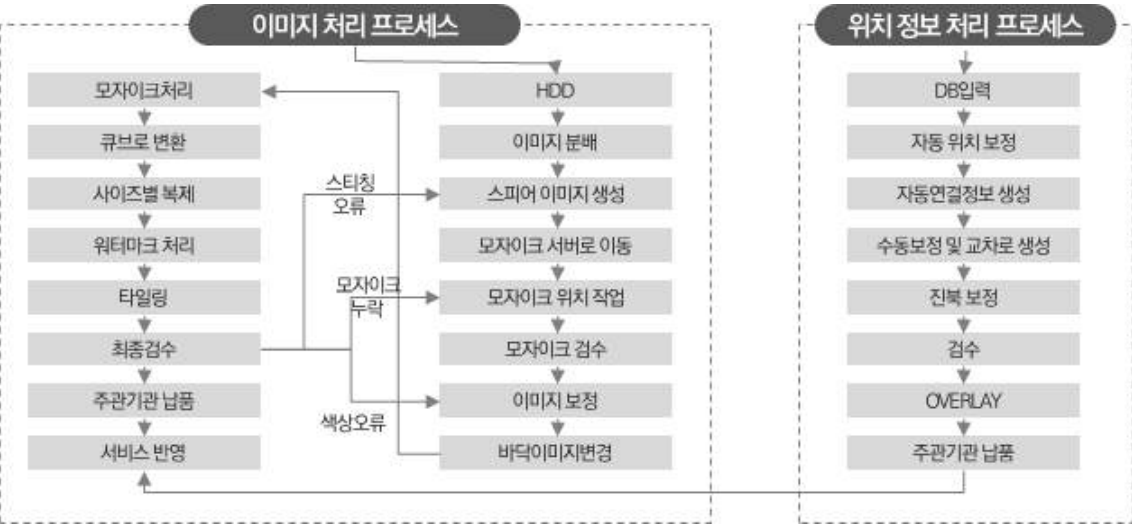 이미지 처리 프로세스
모자이크처리
큐브로 변환
사이즈별 복제
워터마크 처리
타일링
최종검수
주관기관 납품
서비스 반영
스티칭
오류
모자이크
누락
색상오류
HDD
이미지 분배
스피어 이미지 생성
모자이크 서버로 이동
모자이크 위치 작업
모자이크 검수
이미지 보정
바닥이미지변경
위치 정보 처리 프로세스
DB입력
자동 위치 보정
자동연결정보 생성
수동보정 및 교차로 생성
진북 보정
검수
OVERLAY
주관기관 납품